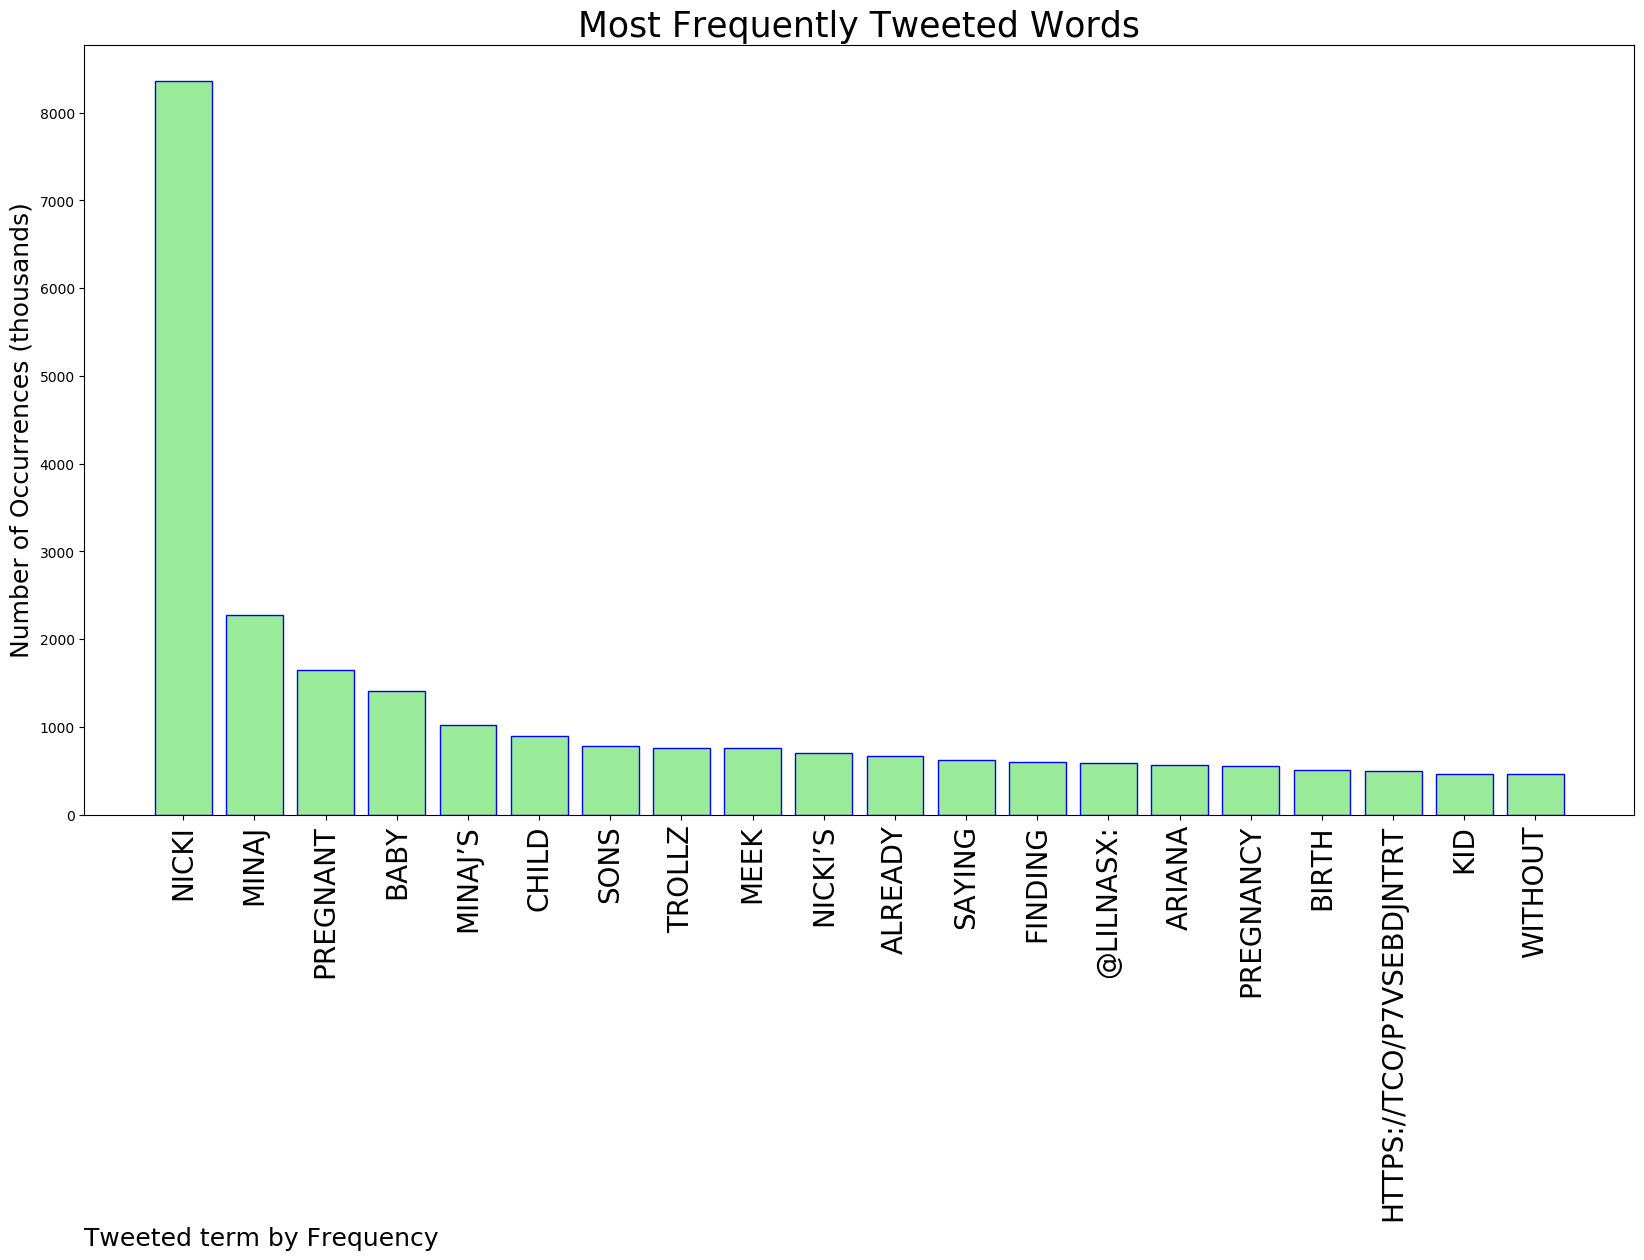 Most Frequently Tweeted Words
Number of Occurrences (thousands)
8000
7000
6000
5000
4000
3000
2000
1000
0
NICKI
MINAJ
PREGNANT
BABY
MINAJ’S
CHILD
SONS
TROLLZ
MEEK
NICKI’S
ALREADY
SAYING
FINDING
@LILNASX:
ARIANA
PREGNANCY
BIRTH
HTTPS://TCO/P7VSEBDJNTRT
KID
WITHOUT
Tweeted term by Frequency